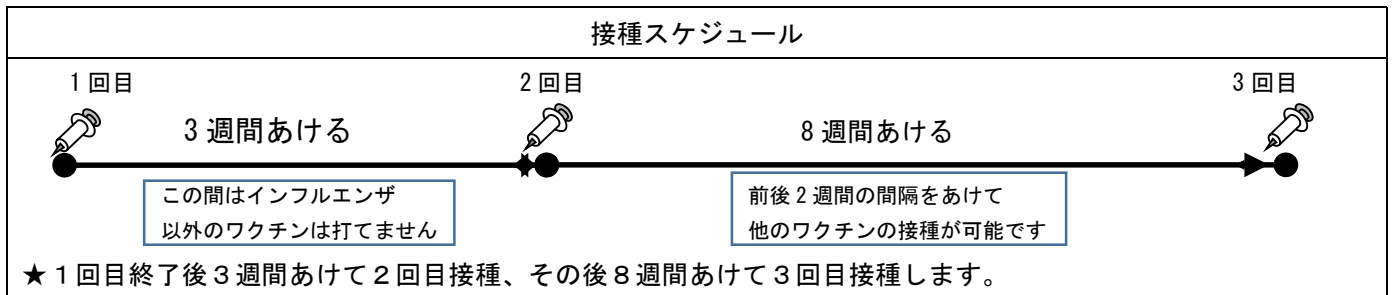 接種スケジュール
1回目
2回目
3回目
3週間あける
8週間あける
この間はインフルエンザ
以外のワクチンは打てません
前後2週間の間隔をあけて
他のワクチンの接種が可能です
★１回目終了後３週間あけて２回目接種、その後８週間あけて３回目接種します。